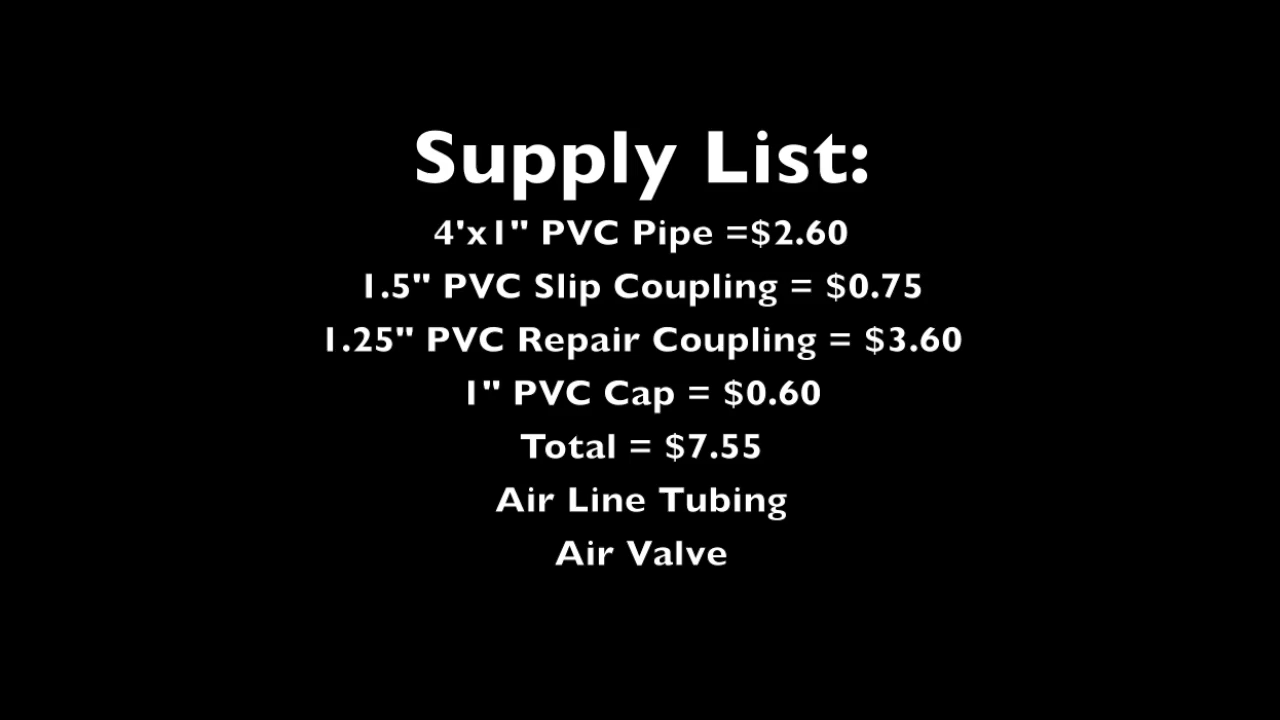 Supply List:
4'x1" PVC Pipe =$2.60
1.5" PVC Slip Coupling = $0.75
1.25" PVC Repair Coupling = $3.60
1" PVC Cap = $0.60
Total = $7.55
Air Line Tubing
Air Valve